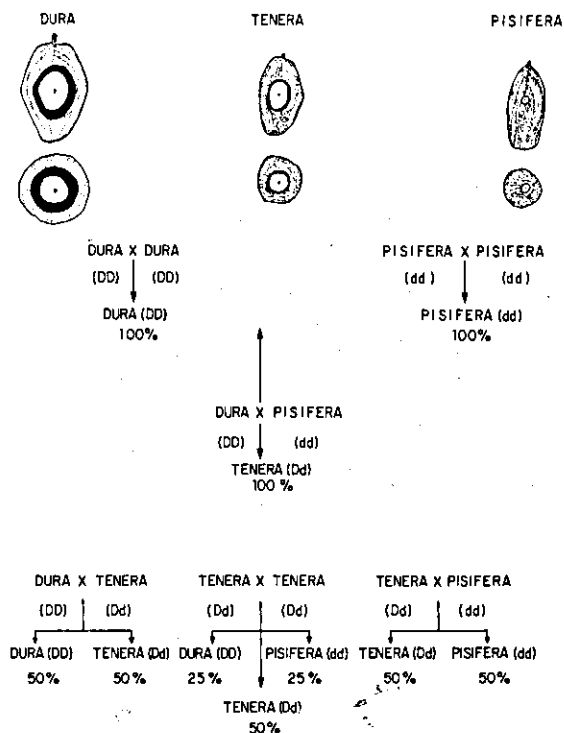 DURA TENERA PISIFERA
DURA X DURA
(DD) (DD)
DURA (DD)
100%
PISIFERA X PISIFERA
(dd) (dd)
PISIFERA (dd)
100%
DURA X PISIFERA
(DD) (dd)
TENERA (Dd)
100 %
DURA X TENERA
(DD) (Dd)
DURA (DD) TENERA (Dd)
50% 50%
TENERA X TENERA
(Dd) (Dd)
DURA (DD) PISIFERA (dd)
25% 25%
TENERA (Dd)
50%
TENERA X PISIFERA
(Dd) (dd)
TENERA (Dd) PISIFERA (dd)
50% 50%